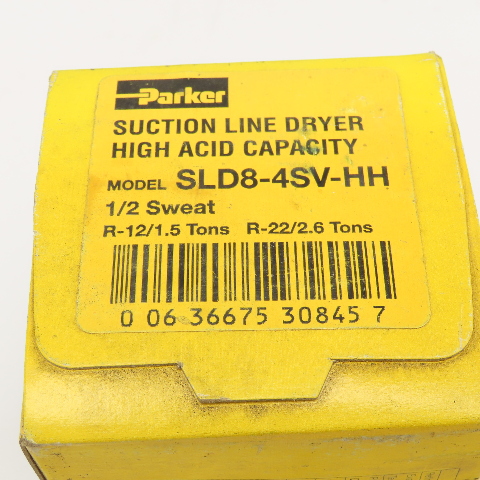 Parker
SUCTION LINE DRYER
HIGH ACID CAPACITY
MODEL SLD8-4SV-HH
1/2 Sweat
R-12/1.5 Tons R-22/2.6 Tons
0 06 36675 30845 7